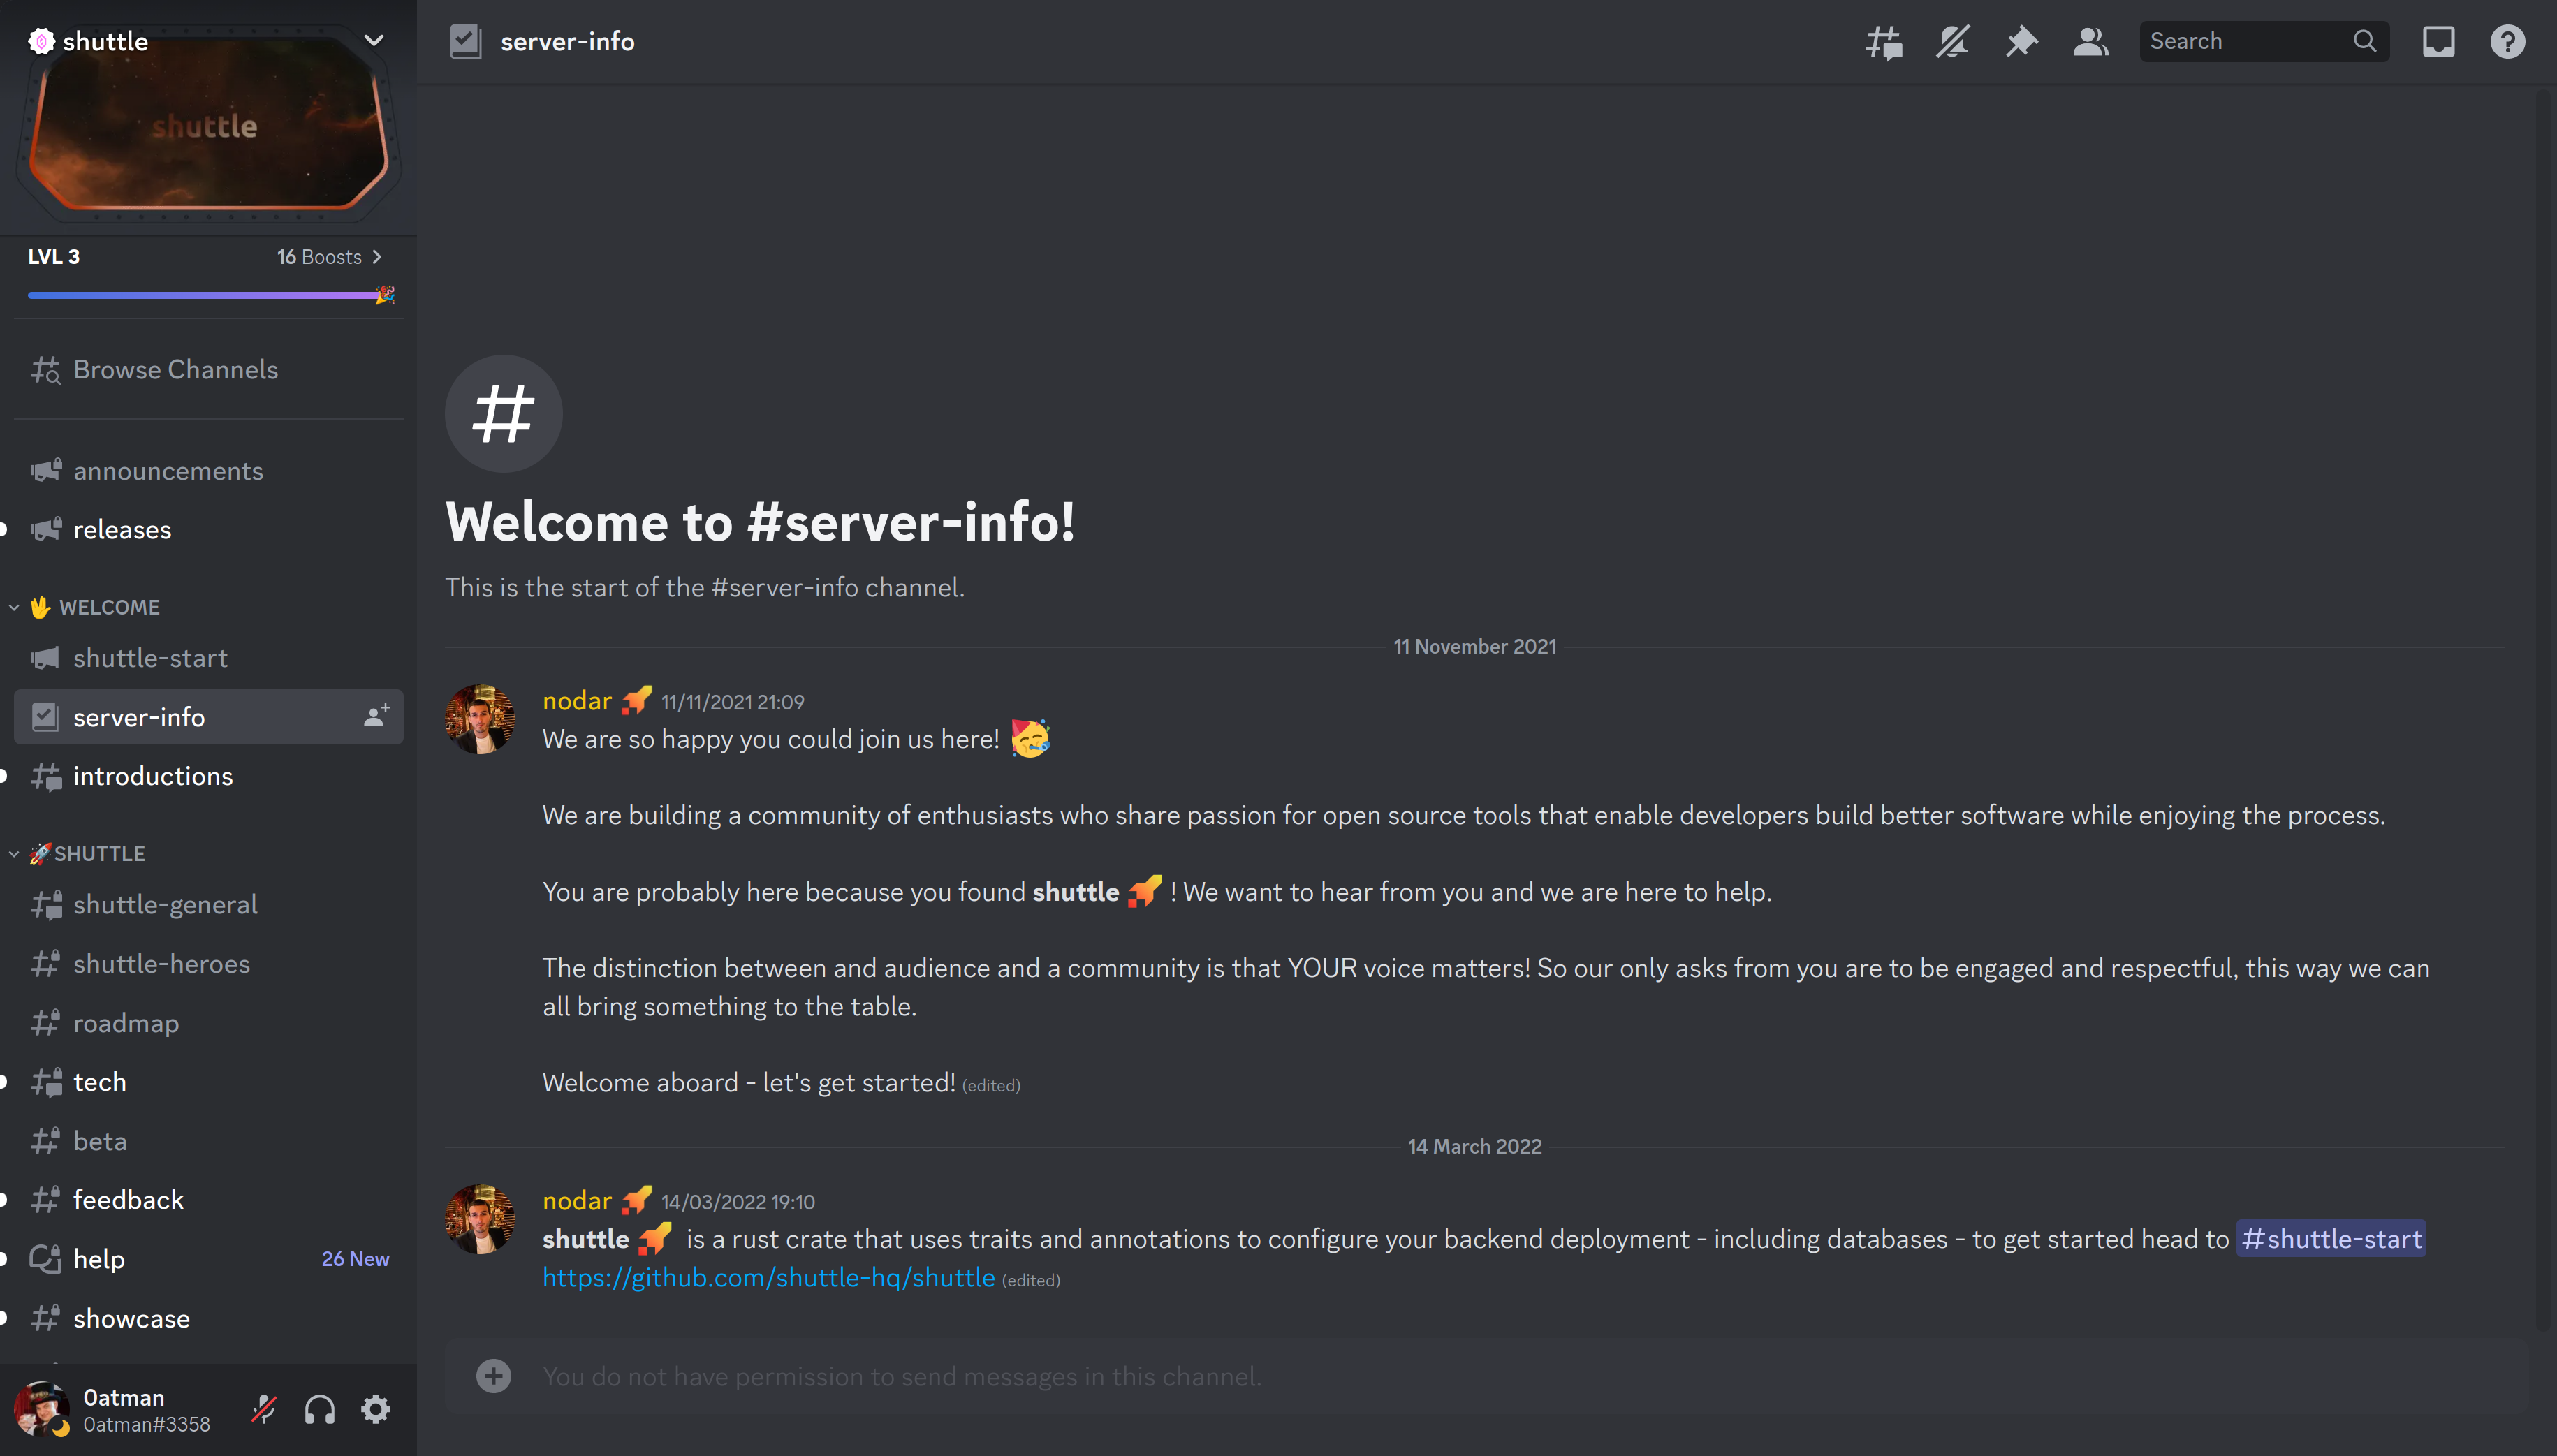 shuttle
shuttle
LVL 3
16 Boosts
Browse Channels
announcements
releases
WELCOME
shuttle-start
server-info
introductions
SHUTTLE
shuttle-general
shuttle-heroes
roadmap
tech
beta
feedback
help
26 New
showcase
0atman
0atman#3358
server-info
Search
Welcome to #server-info!
This is the start of the #server-info channel.
11 November 2021
nodar 11/11/2021 21:09
We are so happy you could join us here! 🥳
We are building a community of enthusiasts who share passion for open source tools that enable developers build better software while enjoying the process.
You are probably here because you found shuttle ! We want to hear from you and we are here to help.
The distinction between and audience and a community is that YOUR voice matters! So our only asks from you are to be engaged and respectful, this way we can
all bring something to the table.
Welcome aboard - let's get started! (edited)
14 March 2022
nodar 14/03/2022 19:10
shuttle is a rust crate that uses traits and annotations to configure your backend deployment - including databases - to get started head to #shuttle-start
https://github.com/shuttle-hq/shuttle (edited)
You do not have permission to send messages in this channel.